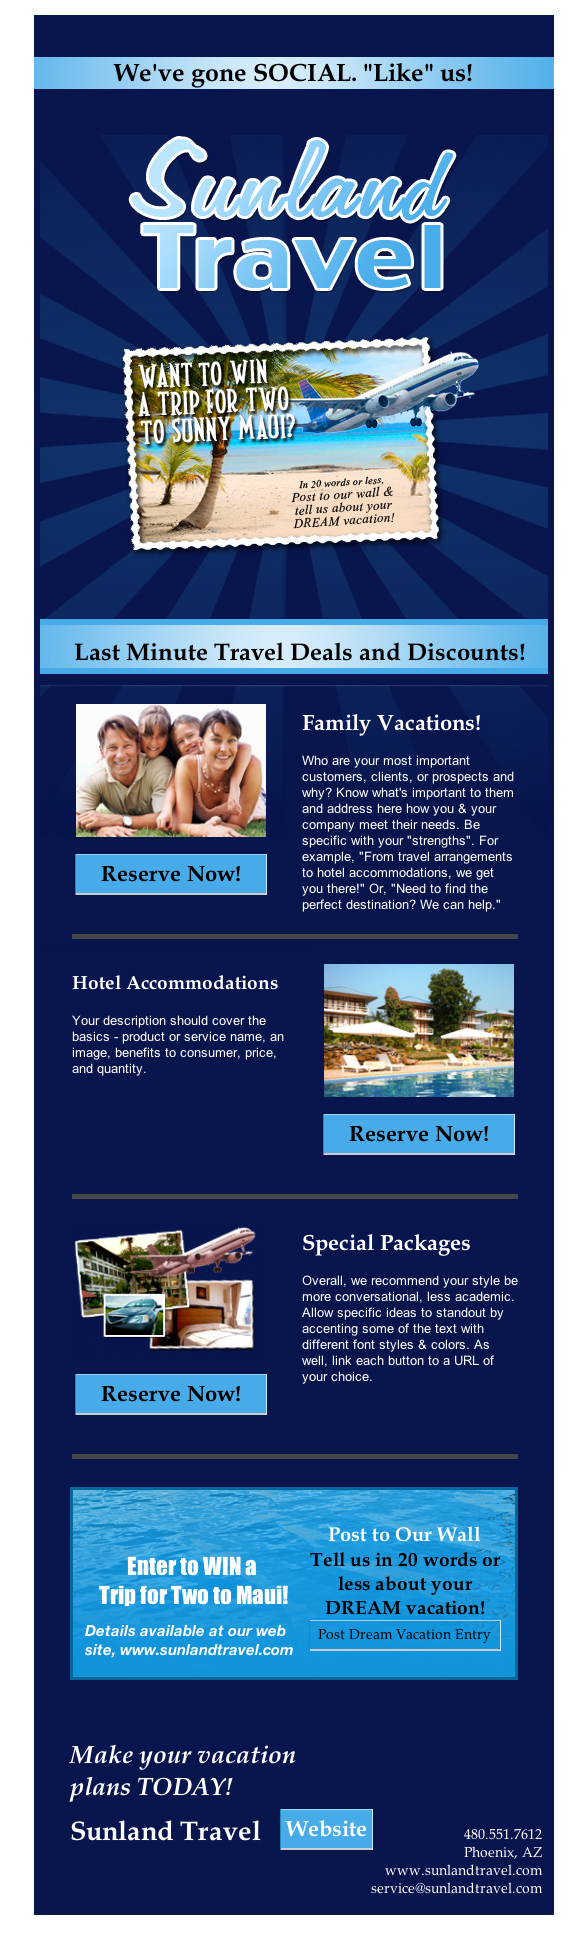 We've gone SOCIAL. "Like" us!
Sunland
Travel
WANT TO WIN
A TRIP FOR TWO
TO SUNNY MAUI?
In 20 words or less,
Post to our wall &
tell us about your
DREAM vacation!
Last Minute Travel Deals and Discounts!
Family Vacations!
Who are your most important
customers, clients, or prospects and
why? Know what's important to them
and address here how you & your
company meet their needs. Be
specific with your "strengths". For
example, "From travel arrangements
to hotel accommodations, we get
you there!" Or, "Need to find the
perfect destination? We can help."
Reserve Now!
Hotel Accommodations
Your description should cover the
basics - product or service name, an
image, benefits to consumer, price,
and quantity.
Reserve Now!
Special Packages
Overall, we recommend your style be
more conversational, less academic.
Allow specific ideas to standout by
accenting some of the text with
different font styles & colors. As
well, link each button to a URL of
your choice.
Reserve Now!
Enter to WIN a
Trip for Two to Maui!
Details available at our web
site, www.sunlandtravel.com
Post to Our Wall
Tell us in 20 words or
less about your
DREAM vacation!
Post Dream Vacation Entry
Make your vacation
plans TODAY!
Sunland Travel
Website
480.551.7612
Phoenix, AZ
www.sunlandtravel.com
service@sunlandtravel.com